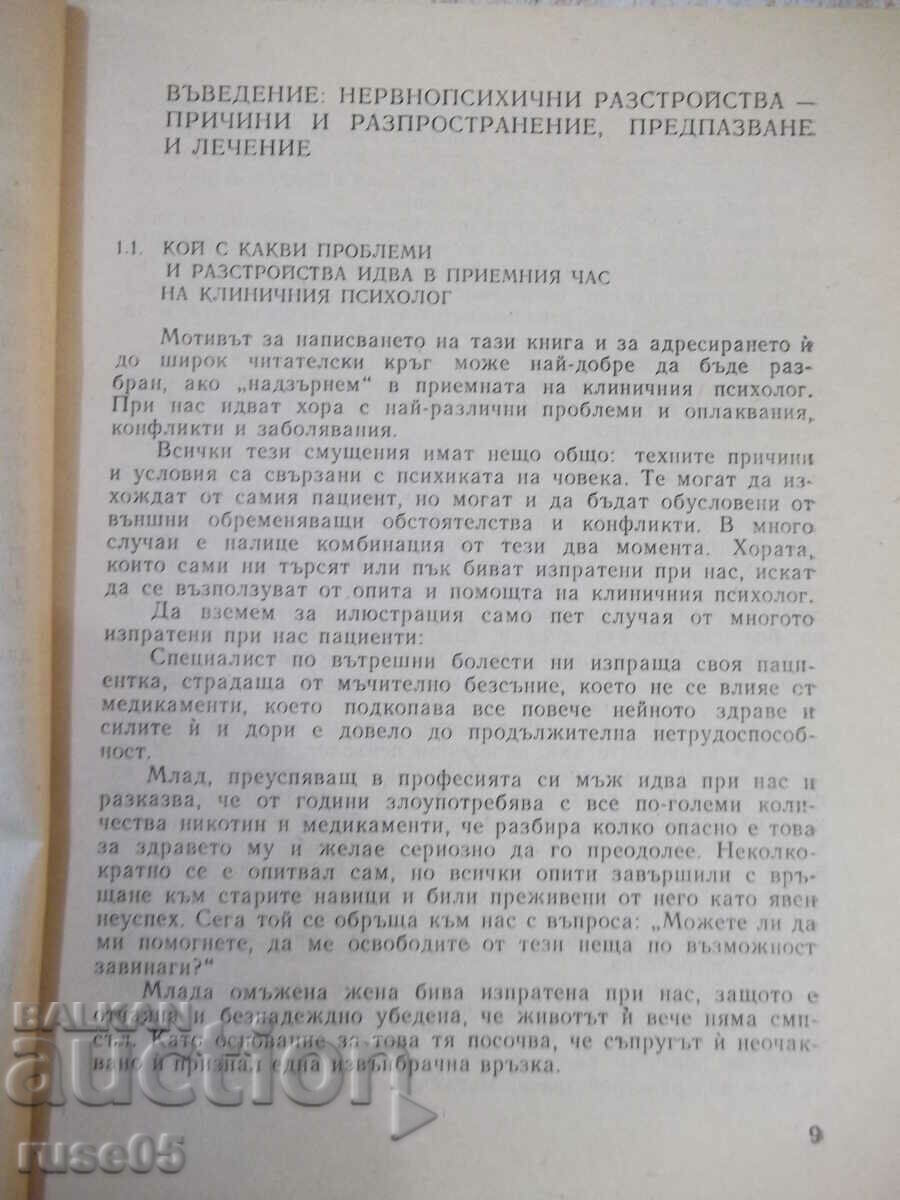 ВЪВЕДЕНИЕ: НЕРВНОПСИХИЧНИ РАЗСТРОЙСТВА —
ПРИЧИНИ И РАЗПРОСТРАНЕНИЕ, ПРЕДПАЗВАНЕ
И ЛЕЧЕНИЕ
1.1. КОЙ С КАКВИ ПРОБЛЕМИ
И РАЗСТРОЙСТВА ИДВА В ПРИЕМНИЯ ЧАС
НА КЛИНИЧНИЯ ПСИХОЛОГ
Мотивът за написването на тази книга и за адресирането ѝ
до широк читателски кръг може най-добре да бъде раз-
бран, ако „надзърнем“ в приемната на клиничния психолог.
При нас идват хора с най-различни проблеми и оплаквания,
конфликти и заболявания.
Всички тези смущения имат нещо общо: техните причини
и условия са свързани с психиката на човека. Те могат да из-
хождат от самия пациент, но могат и да бъдат обусловени от
външни обременяващи обстоятелства и конфликти. В много
случаи е налице комбинация от тези два момента. Хората,
които сами ни търсят или пък биват изпратени при нас, искат
да се възползуват от опита и помощта на клиничния психолог.
Да вземем за илюстрация само пет случая от многото
изпратени при нас пациенти:
Специалист по вътрешни болести ни изпраща своя паци-
ентка, страдаща от мъчително безсъние, което не се влияе от
медикаменти, което подкопава все повече нейното здраве и
силите ѝ и дори е довело до продължителна нетрудоспособ-
ност.
Млад, преуспяващ в професията си мъж идва при нас и
разказва, че от години злоупотребява с все по-големи коли-
чества никотин и медикаменти, че разбира колко опасно е това
за здравето му и желае сериозно да го преодолее. Неколко-
кратно се е опитвал сам, но всички опити завършили с връ-
щане към старите навици и били преживени от него като явен
неуспех. Сега той се обръща към нас с въпроса: „Можете ли да
ми помогнете, да ме освободите от тези неща по възможност
завинаги?“
Млада омъжена жена бива изпратена при нас, защото е
отчаяна и безнадеждно убедена, че животът ѝ вече няма сми-
съл. Като основание за това тя посочва, че съпругът ѝ неочак-
вано ѝ признал една извънбрачна връзка.
BALKAN
auction
ruse05
9